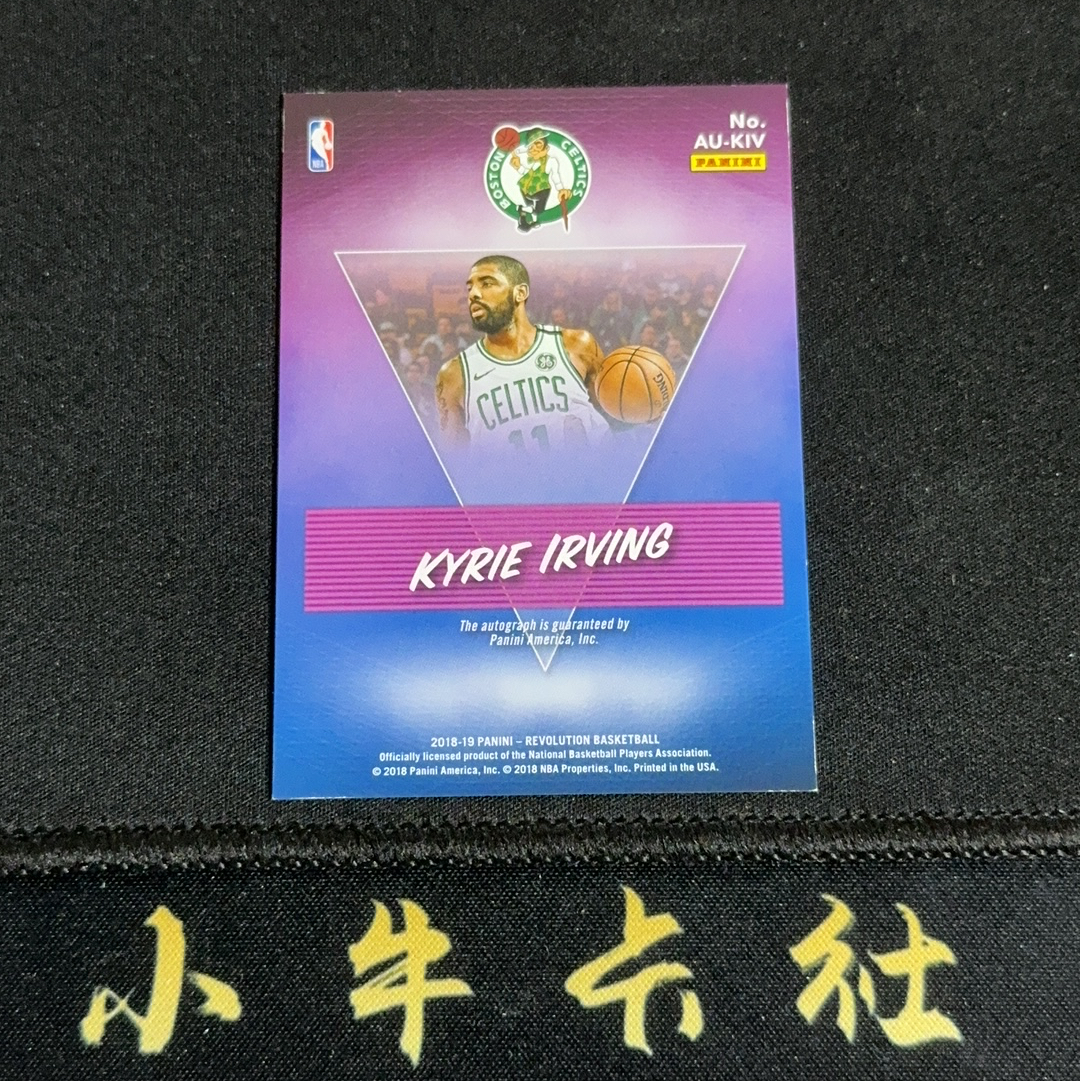 No.
AU-KIV
PANINI
NBA
BOSTON CELTICS
CELTICS
11
KYRIE IRVING
The autograph is guaranteed by
Panini America, Inc.
2018-19 PANINI – REVOLUTION BASKETBALL
Officially licensed product of the National Basketball Players Association.
© 2018 Panini America, Inc. © 2018 NBA Properties, Inc. Printed in the USA.
小牛卡社